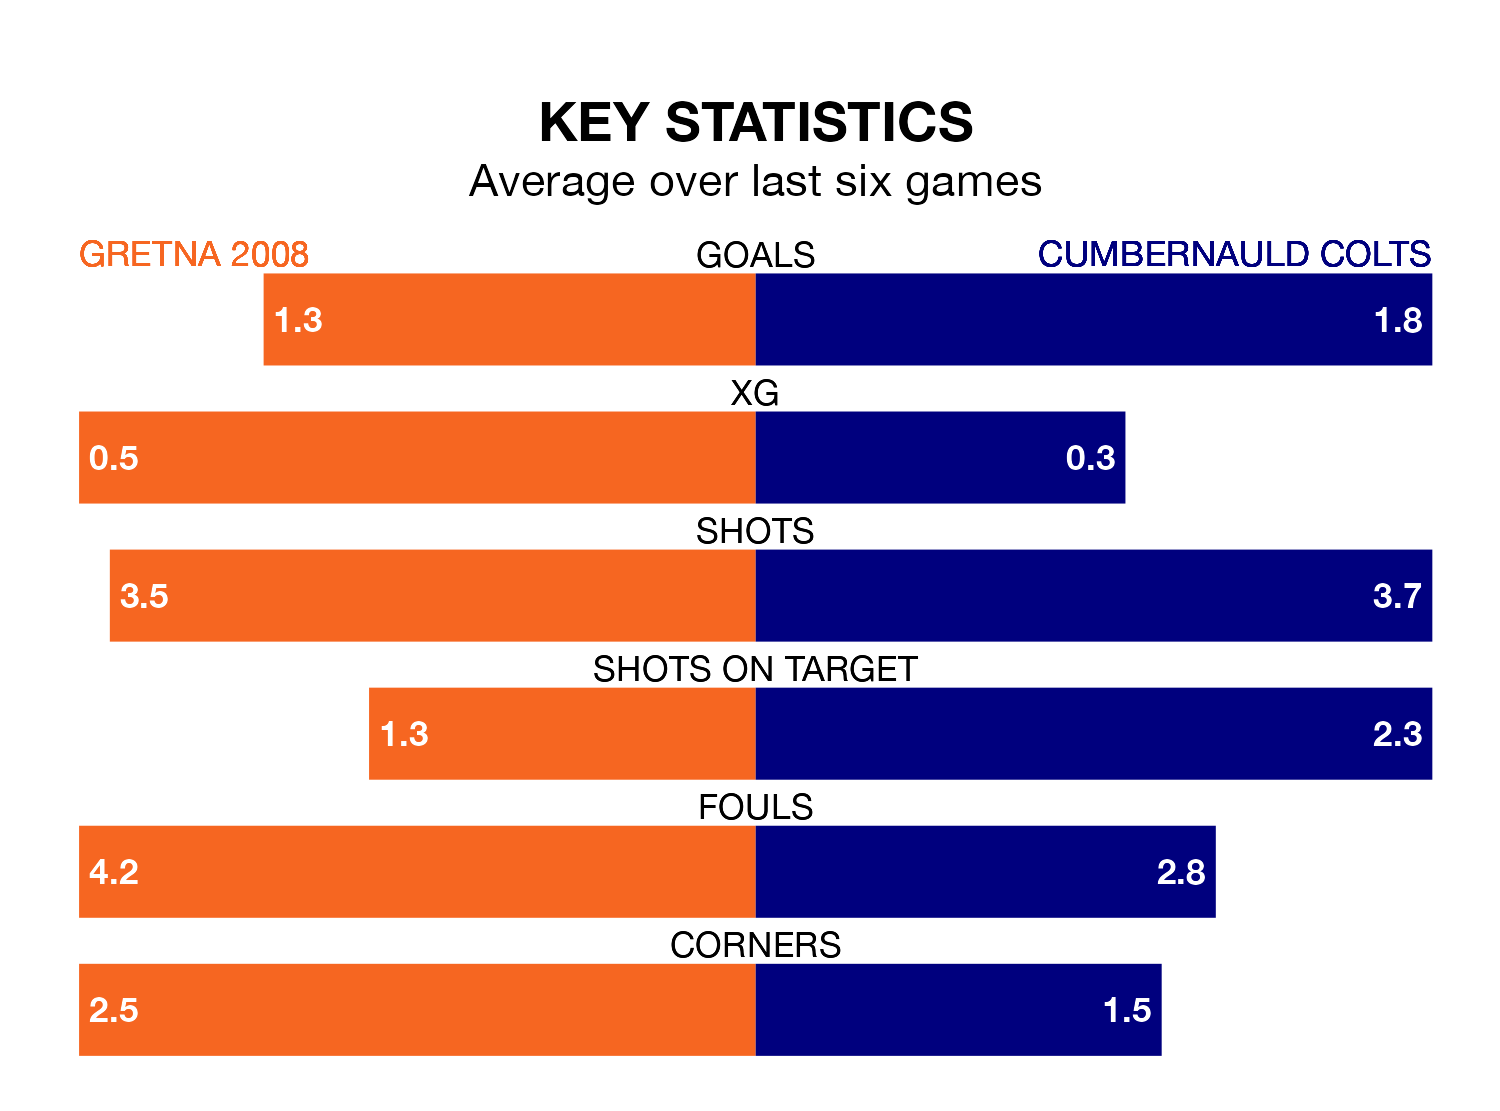 KEY STATISTICS
Average over last six games
GRETNA 2008 GOALS CUMBERNAULD COLTS
1.3 1.8
XG
0.5 0.3
SHOTS
3.5 3.7
SHOTS ON TARGET
1.3 2.3
FOULS
4.2 2.8
CORNERS
2.5 1.5